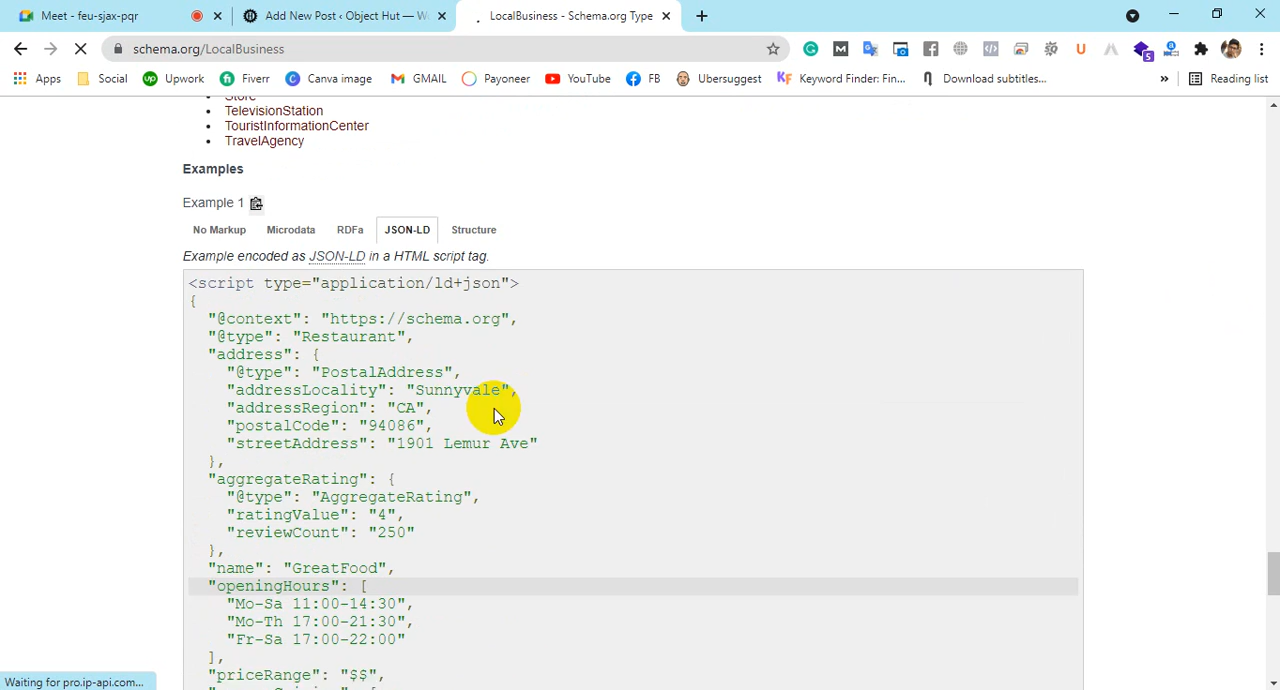 Meet - feu-sjax-pqr
Add New Post ‹ Object Hut — Wo
LocalBusiness - Schema.org Type
schema.org/LocalBusiness
5
Apps
Social
Upwork
Fiverr
Canva image
GMAIL
Payoneer
YouTube
FB
Ubersuggest
Keyword Finder: Fin...
Download subtitles...
»
Reading list
Store
TelevisionStation
TouristInformationCenter
TravelAgency
Examples
Example 1
No Markup
Microdata
RDFa
JSON-LD
Structure
Example encoded as JSON-LD in a HTML script tag.
<script type="application/ld+json">
{
"@context": "https://schema.org",
"@type": "Restaurant",
"address": {
"@type": "PostalAddress",
"addressLocality": "Sunnyvale",
"addressRegion": "CA",
"postalCode": "94086",
"streetAddress": "1901 Lemur Ave"
},
"aggregateRating": {
"@type": "AggregateRating",
"ratingValue": "4",
"reviewCount": "250"
},
"name": "GreatFood",
"openingHours": [
"Mo-Sa 11:00-14:30",
"Mo-Th 17:00-21:30",
"Fr-Sa 17:00-22:00"
],
"priceRange": "$$",
Waiting for pro.ip-api.com...